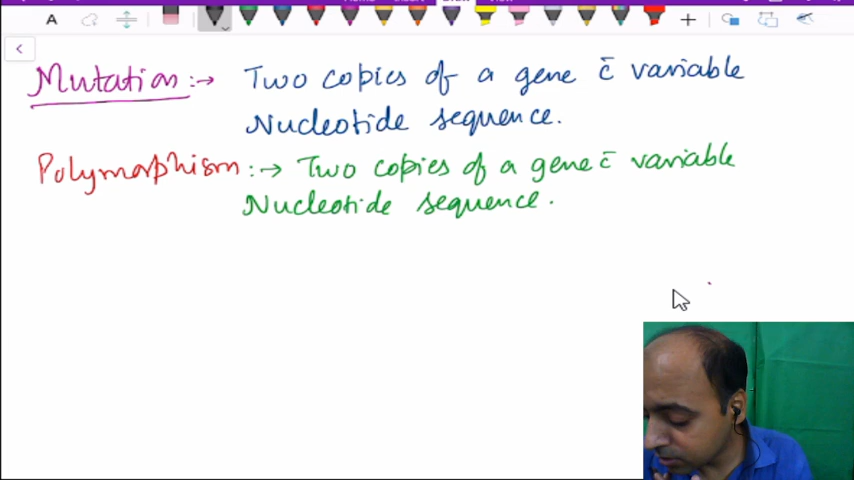 A
Mutation :→ Two copies of a gene c̄ variable
Nucleotide sequence.
Polymorphism :→ Two copies of a gene c̄ variable
Nucleotide sequence.